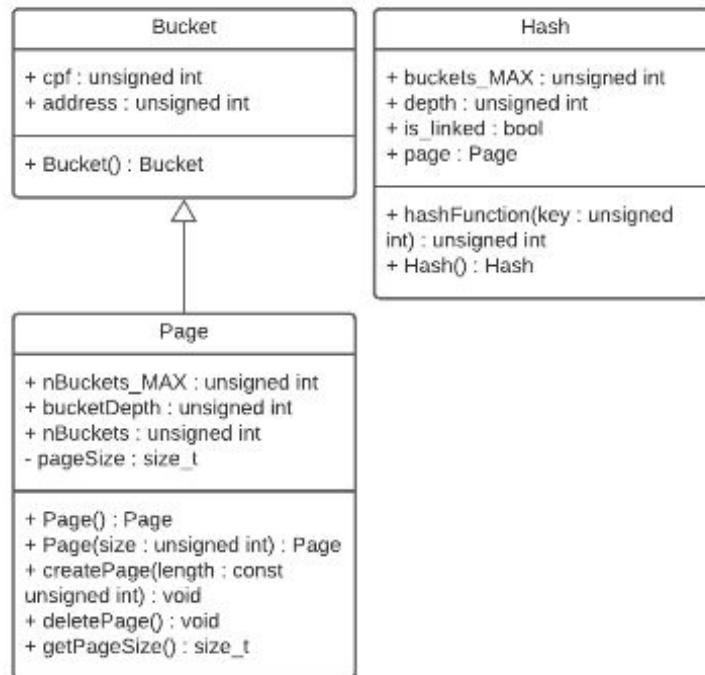 Bucket
+ cpf : unsigned int
+ address : unsigned int
+ Bucket() : Bucket
Hash
+ buckets_MAX : unsigned int
+ depth : unsigned int
+ is_linked : bool
+ page : Page
+ hashFunction(key : unsigned
int) : unsigned int
+ Hash() : Hash
Page
+ nBuckets_MAX : unsigned int
+ bucketDepth : unsigned int
+ nBuckets : unsigned int
- pageSize : size_t
+ Page() : Page
+ Page(size : unsigned int) : Page
+ createPage(length : const
unsigned int) : void
+ deletePage() : void
+ getPageSize() : size_t